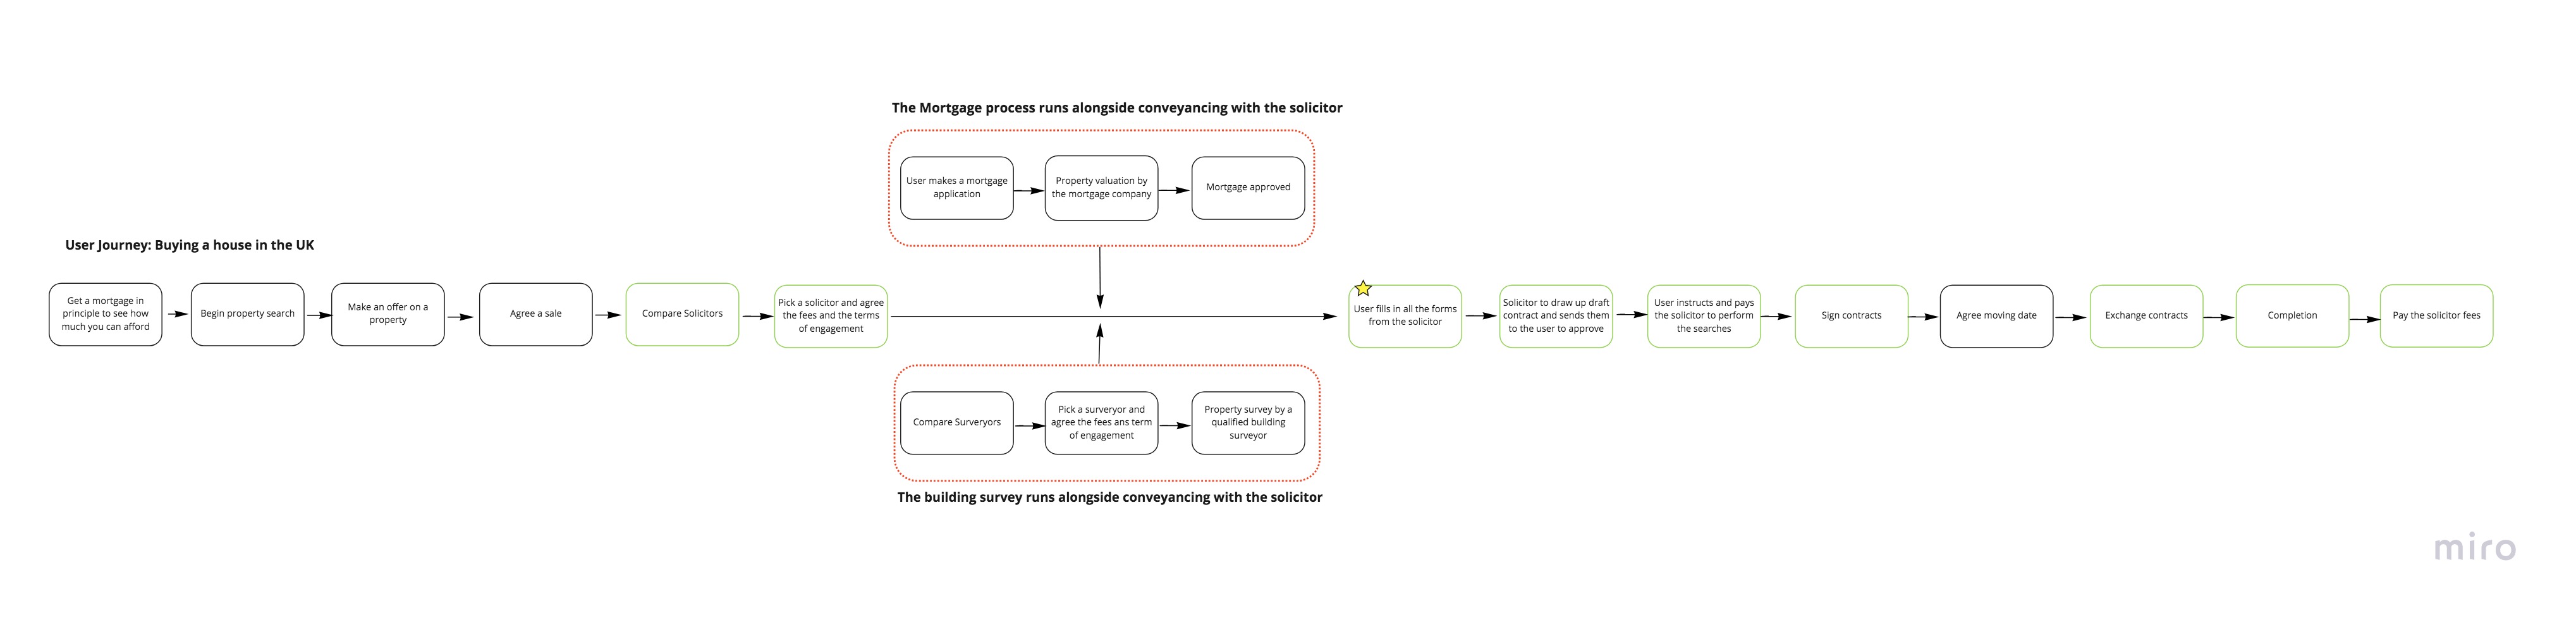 The Mortgage process runs alongside conveyancing with the solicitor
User makes a mortgage
application
Property valuation by
the mortgage company
Mortgage approved
User Journey: Buying a house in the UK
Get a mortgage in
principle to see how
much you can afford
Begin property search
Make an offer on a
property
Agree a sale
Compare Solicitors
Pick a solicitor and agree
the fees and the terms
of engagement
User fills in all the forms
from the solicitor
Solicitor to draw up draft
contract and sends them
to the user to approve
User instructs and pays
the solicitor to perform
the searches
Sign contracts
Agree moving date
Exchange contracts
Completion
Pay the solicitor fees
Compare Surveryors
Pick a surveryor and
agree the fees ans term
of engagement
Property survey by a
qualified building
surveyor
The building survey runs alongside conveyancing with the solicitor
miro